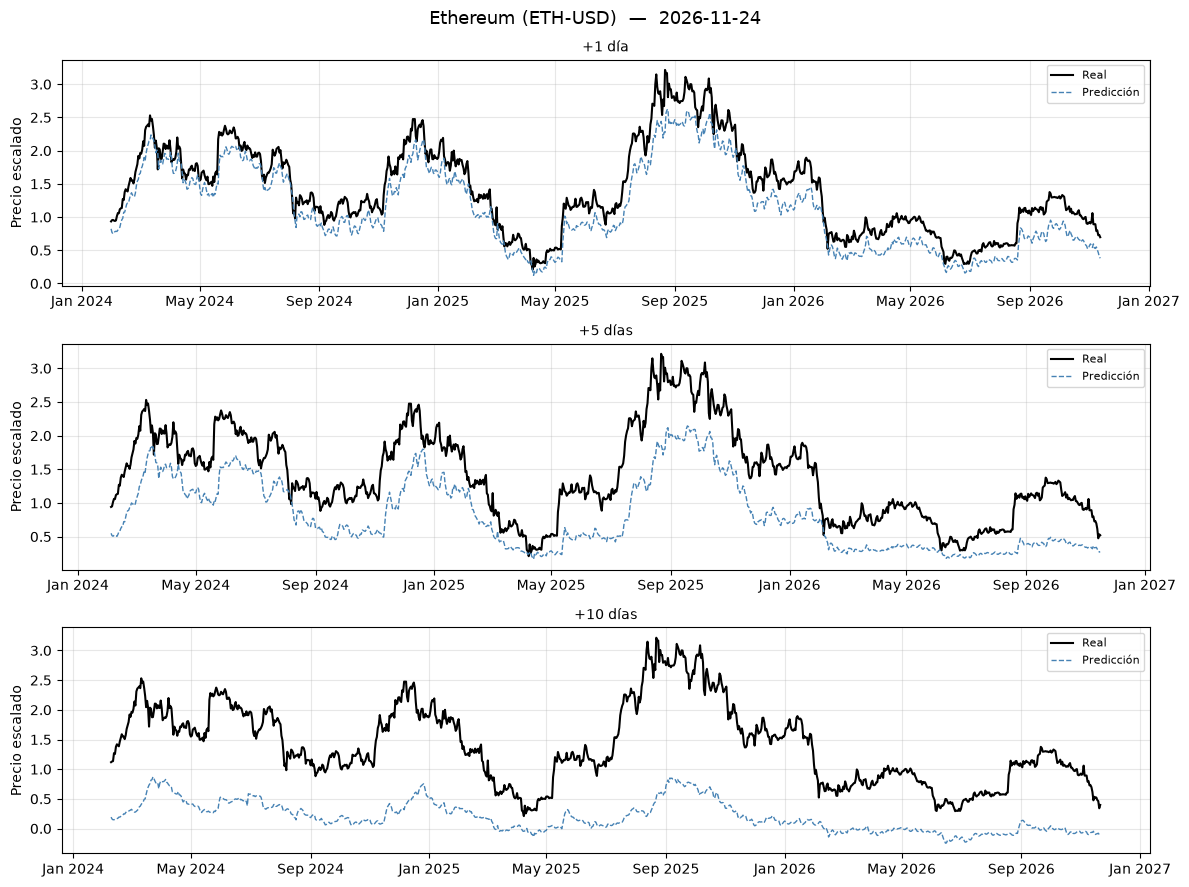 Ethereum (ETH-USD) — 2026-11-24
+1 día
Precio escalado
3.0
2.5
2.0
1.5
1.0
0.5
0.0
Real
Predicción
Jan 2024 May 2024 Sep 2024 Jan 2025 May 2025 Sep 2025 Jan 2026 May 2026 Sep 2026 Jan 2027
+5 días
Precio escalado
3.0
2.5
2.0
1.5
1.0
0.5
Real
Predicción
Jan 2024 May 2024 Sep 2024 Jan 2025 May 2025 Sep 2025 Jan 2026 May 2026 Sep 2026 Jan 2027
+10 días
Precio escalado
3.0
2.5
2.0
1.5
1.0
0.5
0.0
Real
Predicción
Jan 2024 May 2024 Sep 2024 Jan 2025 May 2025 Sep 2025 Jan 2026 May 2026 Sep 2026 Jan 2027